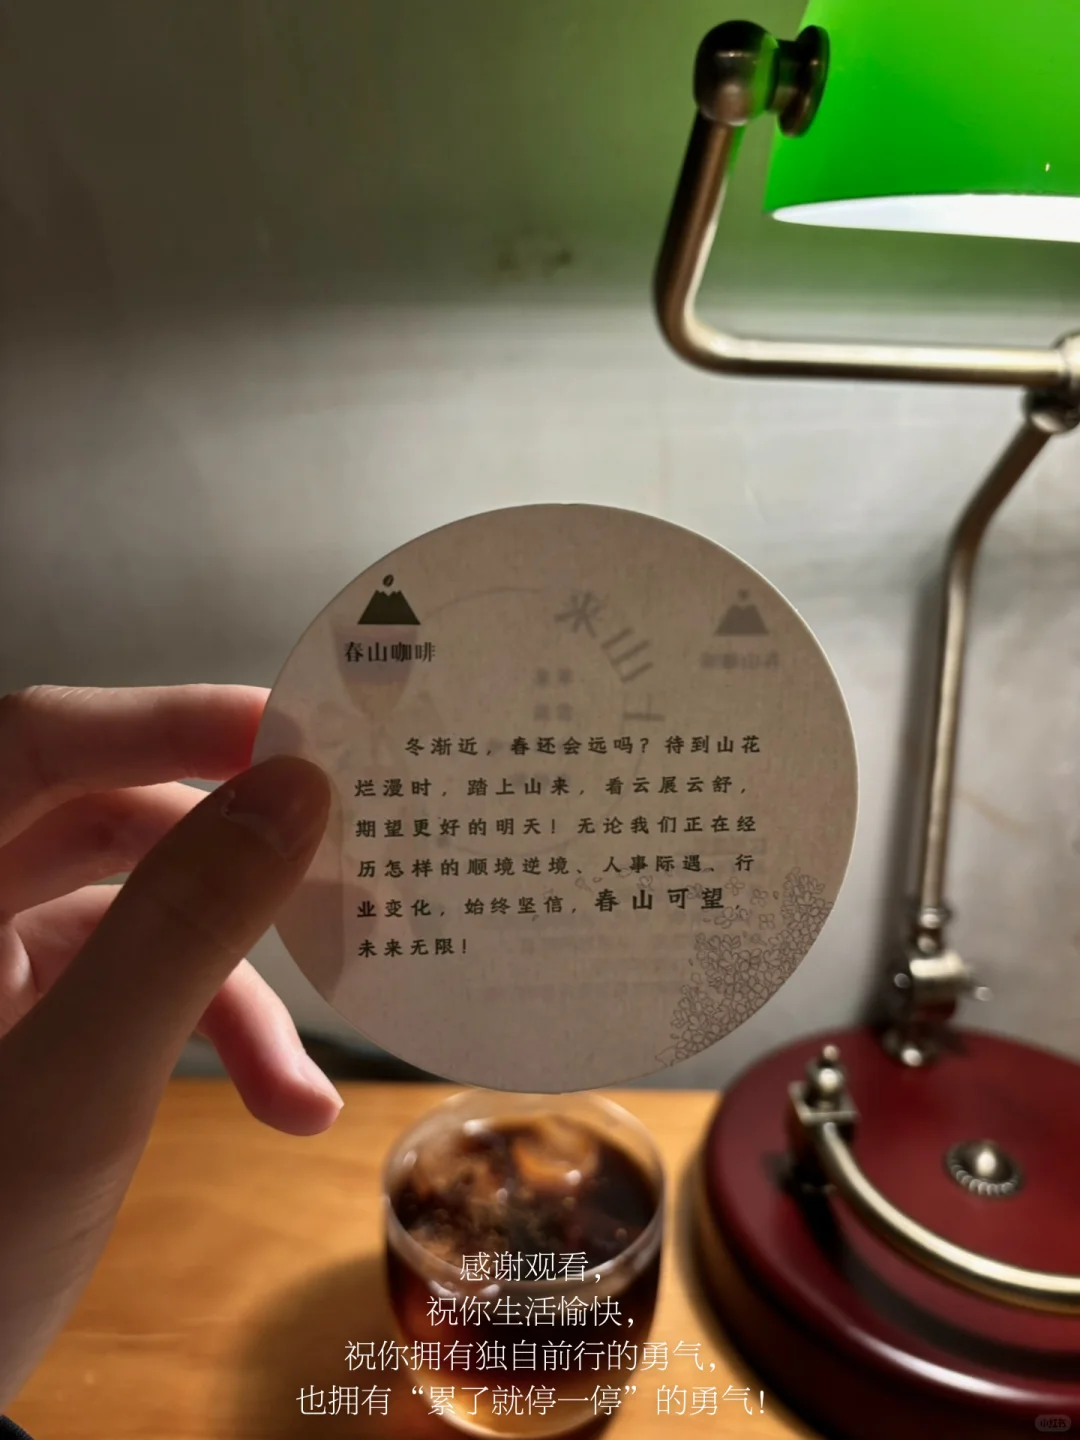 春山咖啡
冬渐近，春还会远吗？待到山花
烂漫时，踏上山来，看云展云舒，
期望更好的明天！无论我们正在经
历怎样的顺境逆境、人事际遇、行
业变化，始终坚信，春山可望，
未来无限！
感谢观看，
祝你生活愉快，
祝你拥有独自前行的勇气，
也拥有“累了就停一停”的勇气！
小红书